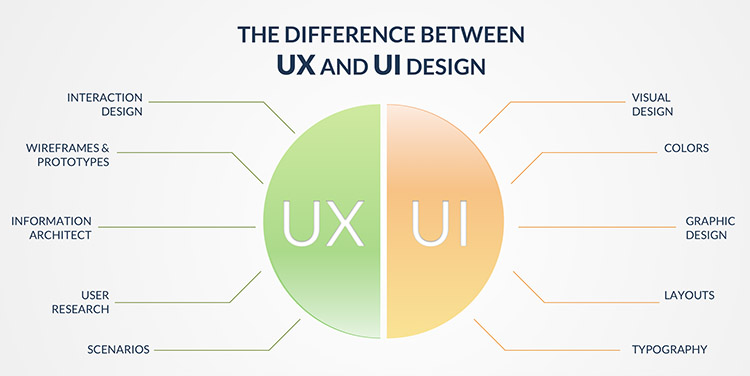 THE DIFFERENCE BETWEEN
UX AND UI DESIGN
INTERACTION
DESIGN
WIREFRAMES &
PROTOTYPES
INFORMATION
ARCHITECT
USER
RESEARCH
SCENARIOS
UX
UI
VISUAL
DESIGN
COLORS
GRAPHIC
DESIGN
LAYOUTS
TYPOGRAPHY